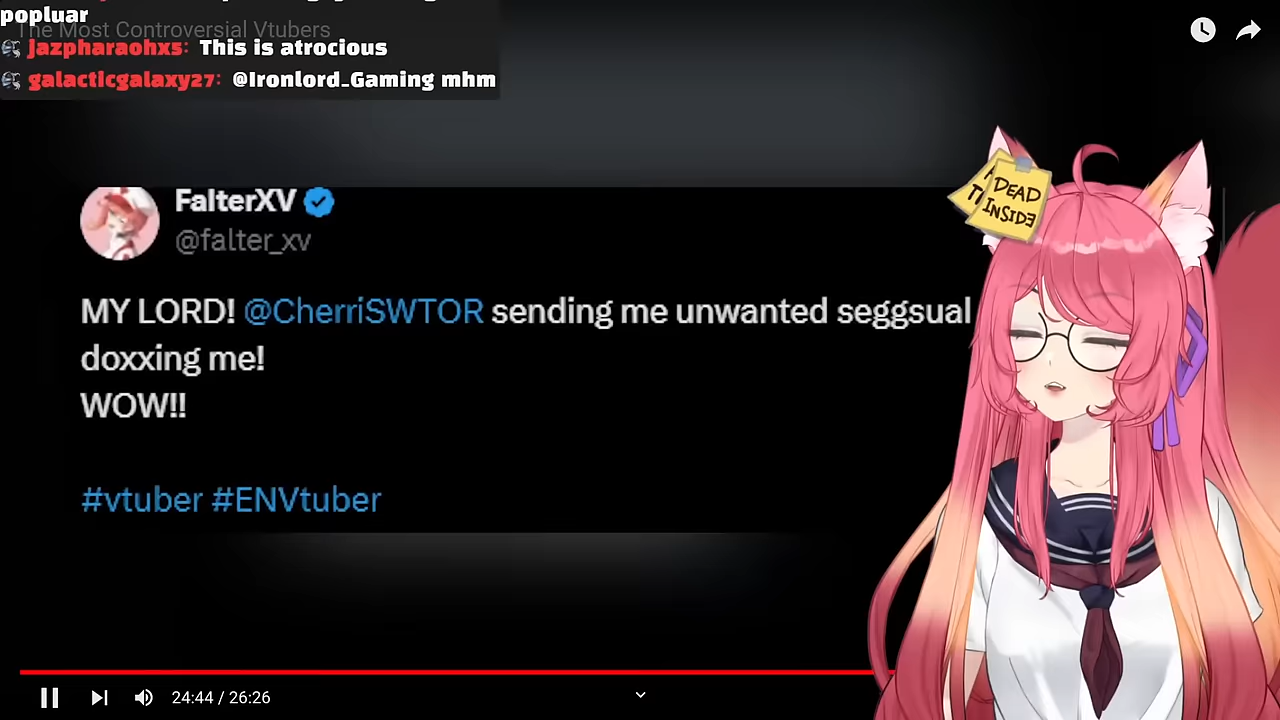 popluar
The Most Controversial Vtubers
jazpharaohxs: This is atrocious
galacticgalaxy27: @Ironlord_Gaming mhm
DEAD
INSIDE
FalterXV
@falter_xv
MY LORD! @CherriSWTOR sending me unwanted seggsual
doxxing me!
WOW!!
#vtuber #ENVtuber
24:44 / 26:26